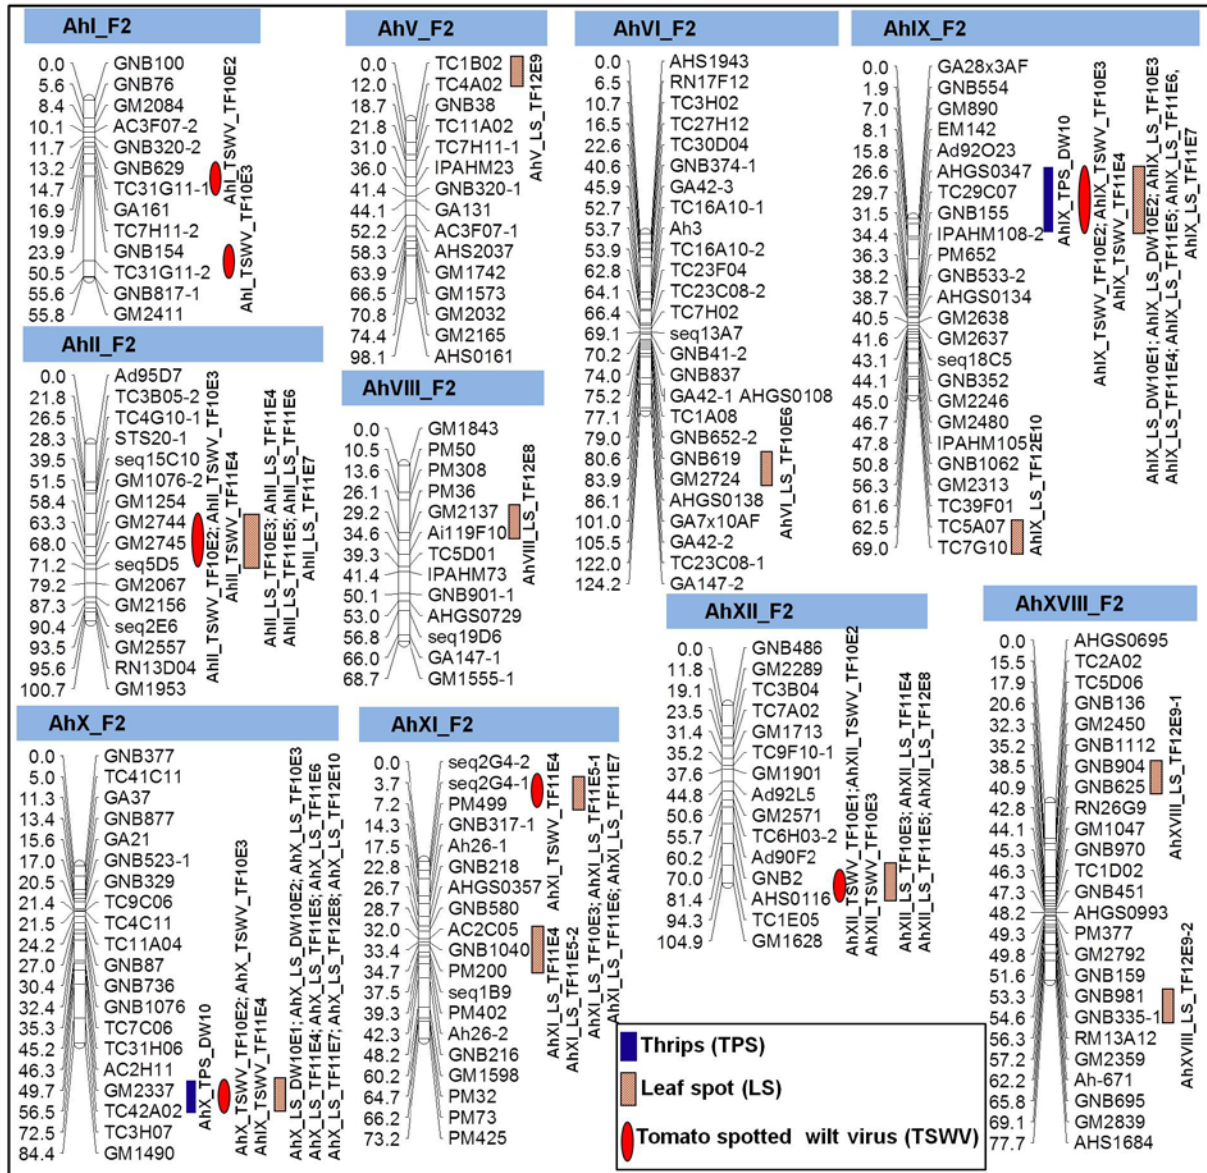 AhI_F2
0.0 GNB100
5.6 GNB76
8.4 GM2084
10.1 AC3F07-2
11.7 GNB320-2
13.2 GNB629
14.7 TC31G11-1
16.9 GA161
19.9 TC7H11-2
23.9 GNB154
50.5 TC31G11-2
55.6 GNB817-1
55.8 GM2411
AhI_TSWV_TF10E2
AhI_TSWV_TF10E3
AhV_F2
0.0 TC1B02
12.0 TC4A02
18.7 GNB38
21.8 TC11A02
31.0 TC7H11-1
36.0 IPAHM23
41.4 GNB320-1
44.1 GA131
52.2 AC3F07-1
58.3 AHS2037
63.9 GM1742
66.5 GM1573
70.8 GM2032
74.4 GM2165
98.1 AHS0161
AhV_LS_TF12E9
AhVI_F2
0.0 AHS1943
6.5 RN17F12
10.7 TC3H02
16.5 TC27H12
22.6 TC30D04
40.6 GNB374-1
45.9 GA42-3
52.7 TC16A10-1
53.7 Ah3
53.9 TC16A10-2
62.8 TC23F04
64.1 TC23C08-2
66.4 TC7H02
69.1 seq13A7
70.2 GNB41-2
74.0 GNB837
75.2 GA42-1 AHGS0108
77.1 TC1A08
79.0 GNB652-2
80.6 GNB619
83.9 GM2724
86.1 AHGS0138
101.0 GA7x10AF
105.5 GA42-2
122.0 TC23C08-1
124.2 GA147-2
AhVI_LS_TF10E6
AhIX_F2
0.0 GA28x3AF
1.9 GNB554
7.0 GM890
8.1 EM142
15.8 Ad92O23
26.6 AHGS0347
29.7 TC29C07
31.5 GNB155
34.4 IPAHM108-2
36.3 PM652
38.2 GNB533-2
38.7 AHGS0134
40.5 GM2638
41.6 GM2637
43.1 seq18C5
44.1 GNB352
45.0 GM2246
46.7 GM2480
47.8 IPAHM105
50.8 GNB1062
56.3 GM2313
61.6 TC39F01
62.5 TC5A07
69.0 TC7G10
AhIX_TPS_DW10
AhIX_TSWV_TF10E2; AhIX_TSWV_TF10E3
AhIX_TSWV_TF11E4
AhIX_LS_DW10E1; AhIX_LS_DW10E2; AhIX_LS_TF10E3
AhIX_LS_TF11E4; AhIX_LS_TF11E5; AhIX_LS_TF11E6,
AhIX_LS_TF11E7
AhIX_LS_TF12E10
AhII_F2
0.0 Ad95D7
21.8 TC3B05-2
26.5 TC4G10-1
28.3 STS20-1
39.5 seq15C10
51.5 GM1076-2
58.4 GM1254
63.3 GM2744
68.0 GM2745
71.2 seq5D5
79.2 GM2067
87.3 GM2156
90.4 seq2E6
93.5 GM2557
95.6 RN13D04
100.7 GM1953
AhII_TSWV_TF10E2; AhII_TSWV_TF10E3
AhII_TSWV_TF11E4
AhII_LS_TF10E3; AhII_LS_TF11E4
AhII_LS_TF11E5; AhII_LS_TF11E6
AhII_LS_TF11E7
AhVIII_F2
0.0 GM1843
10.5 PM50
13.6 PM308
26.1 PM36
29.2 GM2137
34.6 Ai119F10
39.3 TC5D01
41.4 IPAHM73
50.1 GNB901-1
53.0 AHGS0729
56.8 seq19D6
66.0 GA147-1
68.7 GM1555-1
AhVIII_LS_TF12E8
AhX_F2
0.0 GNB377
5.0 TC41C11
11.3 GA37
13.4 GNB877
15.6 GA21
17.0 GNB523-1
20.5 GNB329
21.4 TC9C06
21.5 TC4C11
24.2 TC11A04
27.0 GNB87
30.4 GNB736
32.4 GNB1076
35.3 TC7C06
45.2 TC31H06
46.3 AC2H11
49.7 GM2337
56.5 TC42A02
72.5 TC3H07
84.4 GM1490
AhX_TPS_DW10
AhX_TSWV_TF10E2; AhX_TSWV_TF10E3
AhIX_TSWV_TF11E4
AhX_LS_DW10E1; AhX_LS_DW10E2; AhX_LS_TF10E3
AhX_LS_TF11E4; AhX_LS_TF11E5; AhX_LS_TF11E6
AhX_LS_TF11E7; AhX_LS_TF12E8; AhX_LS_TF12E10
AhXI_F2
0.0 seq2G4-2
3.7 seq2G4-1
7.2 PM499
14.3 GNB317-1
17.5 Ah26-1
22.8 GNB218
26.7 AHGS0357
28.7 GNB580
32.0 AC2C05
33.4 GNB1040
34.7 PM200
37.5 seq1B9
39.3 PM402
42.3 Ah26-2
48.2 GNB216
60.2 GM1598
64.7 PM32
66.2 PM73
73.2 PM425
AhXI_TSWV_TF11E4
AhXI_LS_TF10E3; AhXI_LS_TF11E5-1
AhXI_LS_TF11E6; AhXI_LS_TF11E7
AhXI_LS_TF11E4
AhXI_LS_TF11E5-2
AhXII_F2
0.0 GNB486
11.8 GM2289
19.1 TC3B04
23.5 TC7A02
31.4 GM1713
35.2 TC9F10-1
37.6 GM1901
44.8 Ad92L5
50.6 GM2571
55.7 TC6H03-2
60.2 Ad90F2
70.0 GNB2
81.4 AHS0116
94.3 TC1E05
104.9 GM1628
AhXII_TSWV_TF10E1; AhXII_TSWV_TF10E2
AhXII_TSWV_TF10E3
AhXII_LS_TF10E3; AhXII_LS_TF11E4
AhXII_LS_TF11E5; AhXII_LS_TF12E8
AhXVIII_F2
0.0 AHGS0695
15.5 TC2A02
17.9 TC5D06
20.6 GNB136
32.3 GM2450
35.2 GNB1112
38.5 GNB904
40.9 GNB625
42.8 RN26G9
44.1 GM1047
45.3 GNB970
46.3 TC1D02
47.3 GNB451
48.2 AHGS0993
49.3 PM377
49.8 GM2792
51.6 GNB159
53.3 GNB981
54.6 GNB335-1
56.3 RM13A12
57.2 GM2359
62.2 Ah-671
65.8 GNB695
69.1 GM2839
77.7 AHS1684
AhXVIII_LS_TF12E9-1
AhXVIII_LS_TF12E9-2
Thrips (TPS)
Leaf spot (LS)
Tomato spotted wilt virus (TSWV)